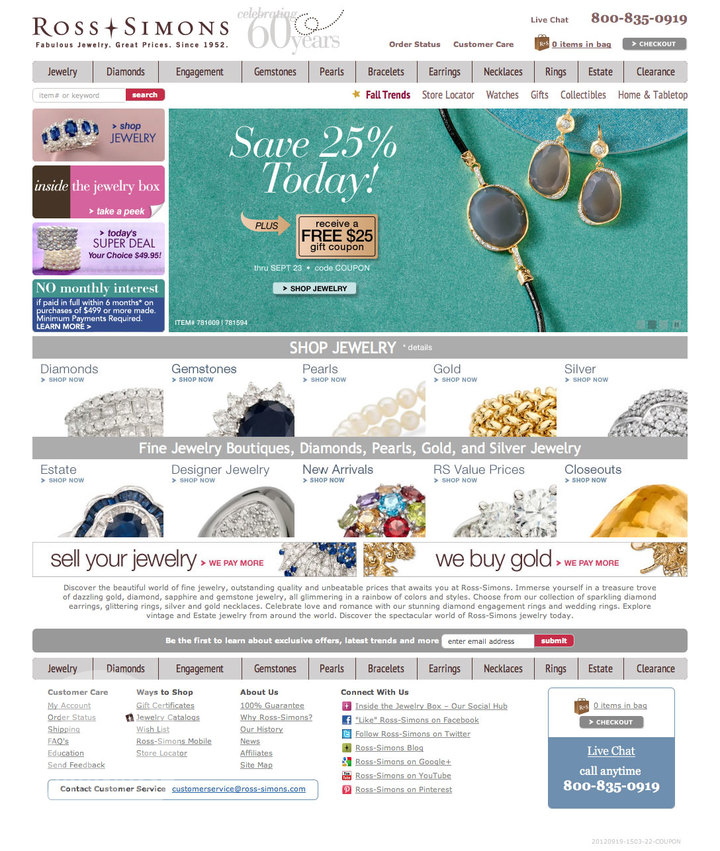 ROSS✦SIMONS
Fabulous Jewelry. Great Prices. Since 1952.
celebrating
60 years
Live Chat 800-835-0919
Order Status Customer Care 0 items in bag > CHECKOUT
Jewelry Diamonds Engagement Gemstones Pearls Bracelets Earrings Necklaces Rings Estate Clearance
item# or keyword search
Fall Trends Store Locator Watches Gifts Collectibles Home & Tabletop
> shop
JEWELRY
inside the jewelry box
> take a peek
> today's
SUPER DEAL
Your Choice $49.95!
NO monthly interest
if paid in full within 6 months* on
purchases of $499 or more made.
Minimum Payments Required.
LEARN MORE >
Save 25%
Today!
PLUS
receive a
FREE $25
gift coupon
thru SEPT 23 • code COUPON
> SHOP JEWELRY
ITEM# 781609 | 781594
SHOP JEWELRY * details
Diamonds Gemstones Pearls Gold Silver
> SHOP NOW > SHOP NOW > SHOP NOW > SHOP NOW > SHOP NOW
Fine Jewelry Boutiques, Diamonds, Pearls, Gold, and Silver Jewelry
Estate Designer Jewelry New Arrivals RS Value Prices Closeouts
> SHOP NOW > SHOP NOW > SHOP NOW > SHOP NOW > SHOP NOW
sell your jewelry > WE PAY MORE we buy gold > WE PAY MORE
Discover the beautiful world of fine jewelry, outstanding quality and unbeatable prices that awaits you at Ross-Simons. Immerse yourself in a treasure trove
of dazzling gold, diamond, sapphire and gemstone jewelry, all glimmering in a rainbow of colors and styles. Choose from our collection of sparkling diamond
earrings, glittering rings, silver and gold necklaces. Celebrate love and romance with our stunning diamond engagement rings and wedding rings. Explore
vintage and Estate jewelry from around the world. Discover the spectacular world of Ross-Simons jewelry today.
Be the first to learn about exclusive offers, latest trends and more enter email address submit
Jewelry Diamonds Engagement Gemstones Pearls Bracelets Earrings Necklaces Rings Estate Clearance
Customer Care
My Account
Order Status
Shipping
FAQ's
Education
Send Feedback
Ways to Shop
Gift Certificates
Jewelry Catalogs
Wish List
Ross-Simons Mobile
Store Locator
About Us
100% Guarantee
Why Ross-Simons?
Our History
News
Affiliates
Site Map
Connect With Us
Inside the Jewelry Box – Our Social Hub
"Like" Ross-Simons on Facebook
Follow Ross-Simons on Twitter
Ross-Simons Blog
Ross-Simons on Google+
Ross-Simons on YouTube
Ross-Simons on Pinterest
0 items in bag
> CHECKOUT
Live Chat
call anytime
800-835-0919
Contact Customer Service customerservice@ross-simons.com
20120919-1503-22-COUPON